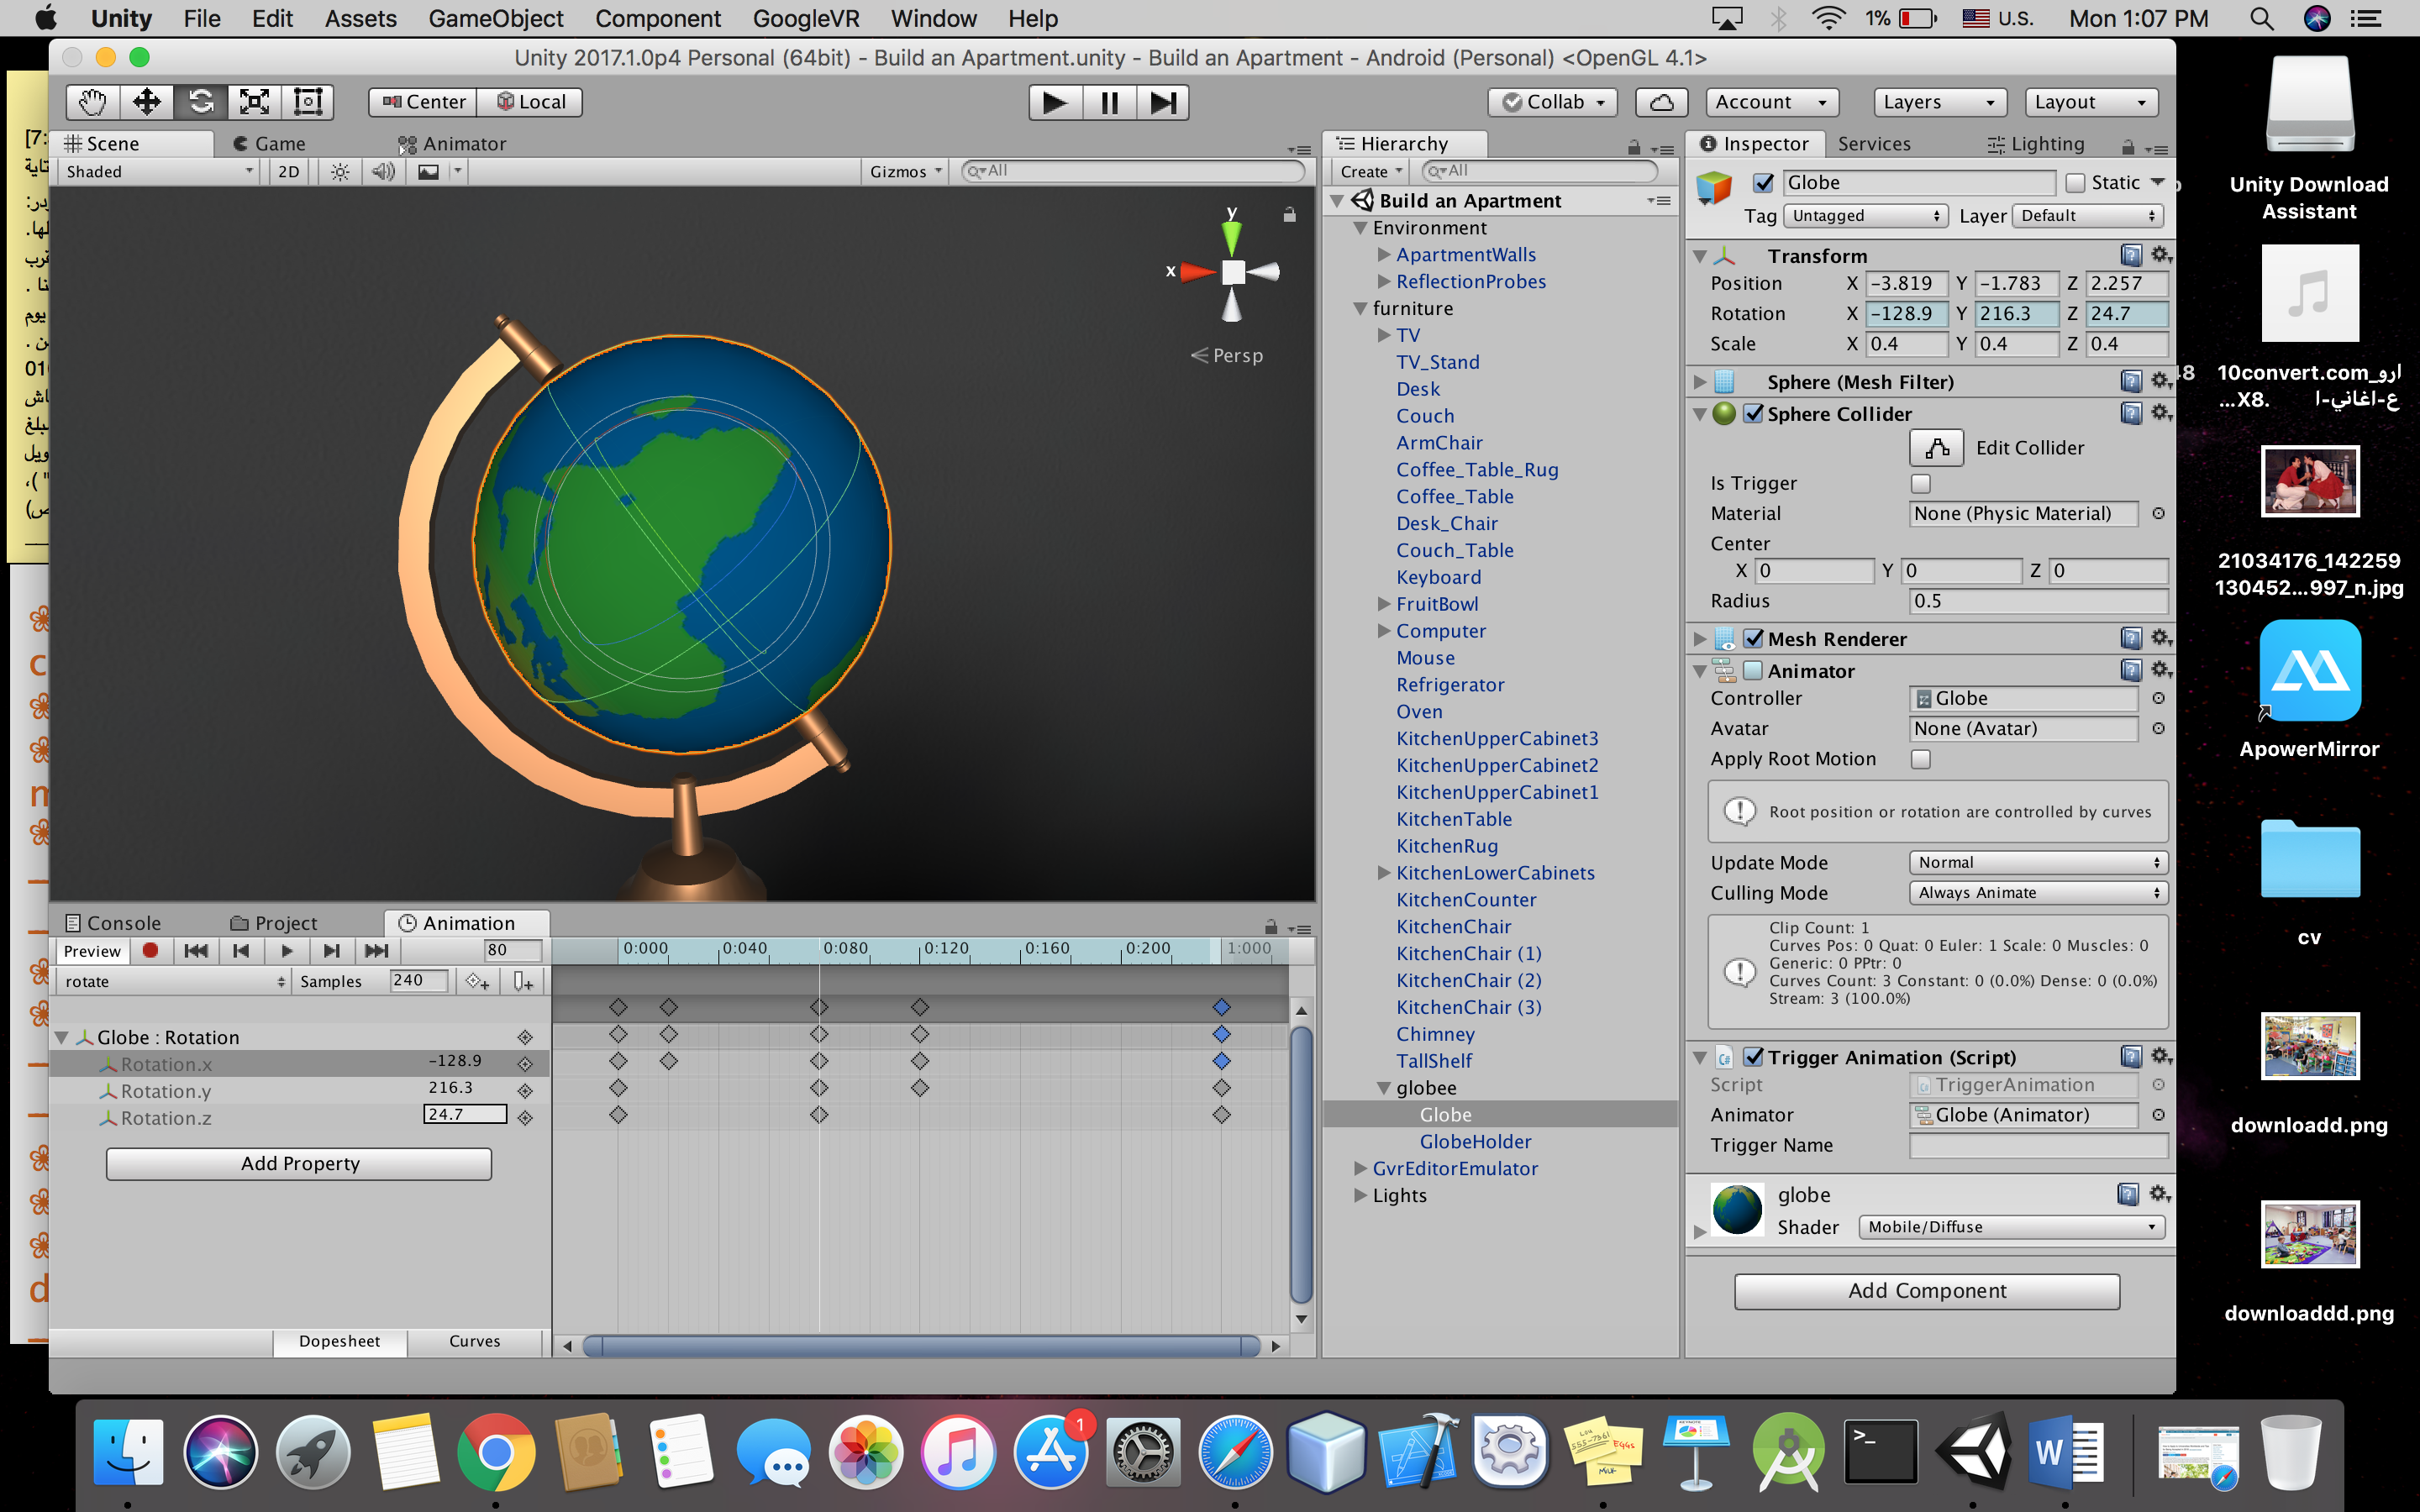 Unity File Edit Assets GameObject Component GoogleVR Window Help 1% U.S. Mon 1:07 PM
Unity 2017.1.0p4 Personal (64bit) - Build an Apartment.unity - Build an Apartment - Android (Personal) <OpenGL 4.1>
Center Local Collab Account Layers Layout
Scene Game Animator
Shaded 2D Gizmos All
y
x
Persp
Hierarchy
Create All
Build an Apartment
Environment
ApartmentWalls
ReflectionProbes
furniture
TV
TV_Stand
Desk
Couch
ArmChair
Coffee_Table_Rug
Coffee_Table
Desk_Chair
Couch_Table
Keyboard
FruitBowl
Computer
Mouse
Refrigerator
Oven
KitchenUpperCabinet3
KitchenUpperCabinet2
KitchenUpperCabinet1
KitchenTable
KitchenRug
KitchenLowerCabinets
KitchenCounter
KitchenChair
KitchenChair (1)
KitchenChair (2)
KitchenChair (3)
Chimney
TallShelf
globee
Globe
GlobeHolder
GvrEditorEmulator
Lights
Inspector Services Lighting
Globe Static
Tag Untagged Layer Default
Transform
Position X -3.819 Y -1.783 Z 2.257
Rotation X -128.9 Y 216.3 Z 24.7
Scale X 0.4 Y 0.4 Z 0.4
Sphere (Mesh Filter)
Sphere Collider
Edit Collider
Is Trigger
Material None (Physic Material)
Center
X 0 Y 0 Z 0
Radius 0.5
Mesh Renderer
Animator
Controller Globe
Avatar None (Avatar)
Apply Root Motion
Root position or rotation are controlled by curves
Update Mode Normal
Culling Mode Always Animate
Clip Count: 1
Curves Pos: 0 Quat: 0 Euler: 1 Scale: 0 Muscles: 0
Generic: 0 PPtr: 0
Curves Count: 3 Constant: 0 (0.0%) Dense: 0 (0.0%)
Stream: 3 (100.0%)
Trigger Animation (Script)
Script TriggerAnimation
Animator Globe (Animator)
Trigger Name
globe
Shader Mobile/Diffuse
Add Component
Console Project Animation
Preview 80 0:000 0:040 0:080 0:120 0:160 0:200 1:000
rotate Samples 240
Globe : Rotation
Rotation.x -128.9
Rotation.y 216.3
Rotation.z 24.7
Add Property
Dopesheet Curves
Unity Download
Assistant
10convert.com_ارو
...X8. ع-اغاني-ا
21034176_142259
130452...997_n.jpg
ApowerMirror
cv
downloadd.png
downloaddd.png
[7:
يوم
010
c
m
d
1